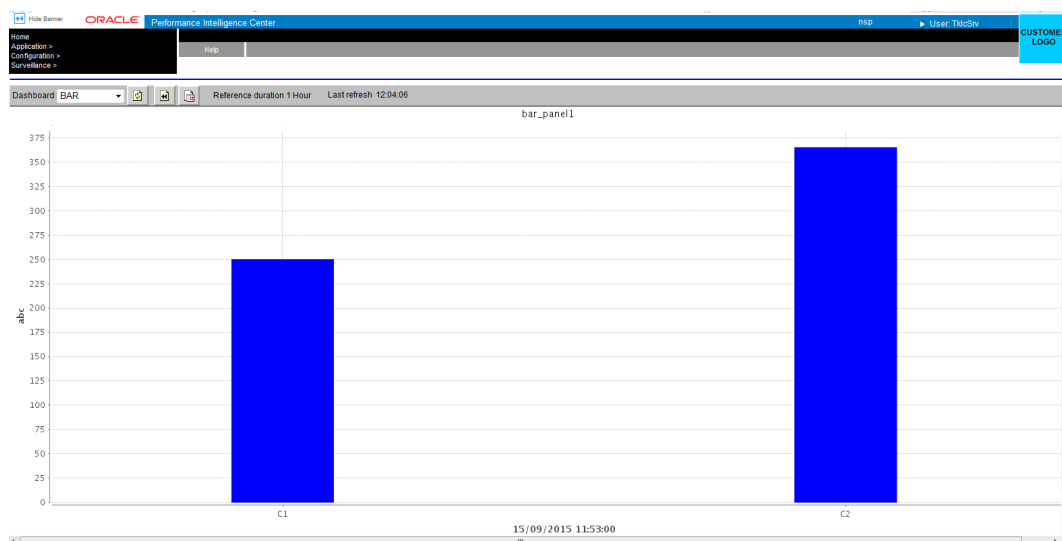 Hide Banner ORACLE Performance Intelligence Center nsp ▶ User: TklcSrv
CUSTOMER LOGO
Home
Application >
Configuration >
Surveillance >
Help
Dashboard BAR Reference duration 1 Hour Last refresh 12:04:06
bar_panel1
375
350
325
300
275
250
225
200
175
150
125
100
75
50
25
0
abc
C1 C2
15/09/2015 11:53:00